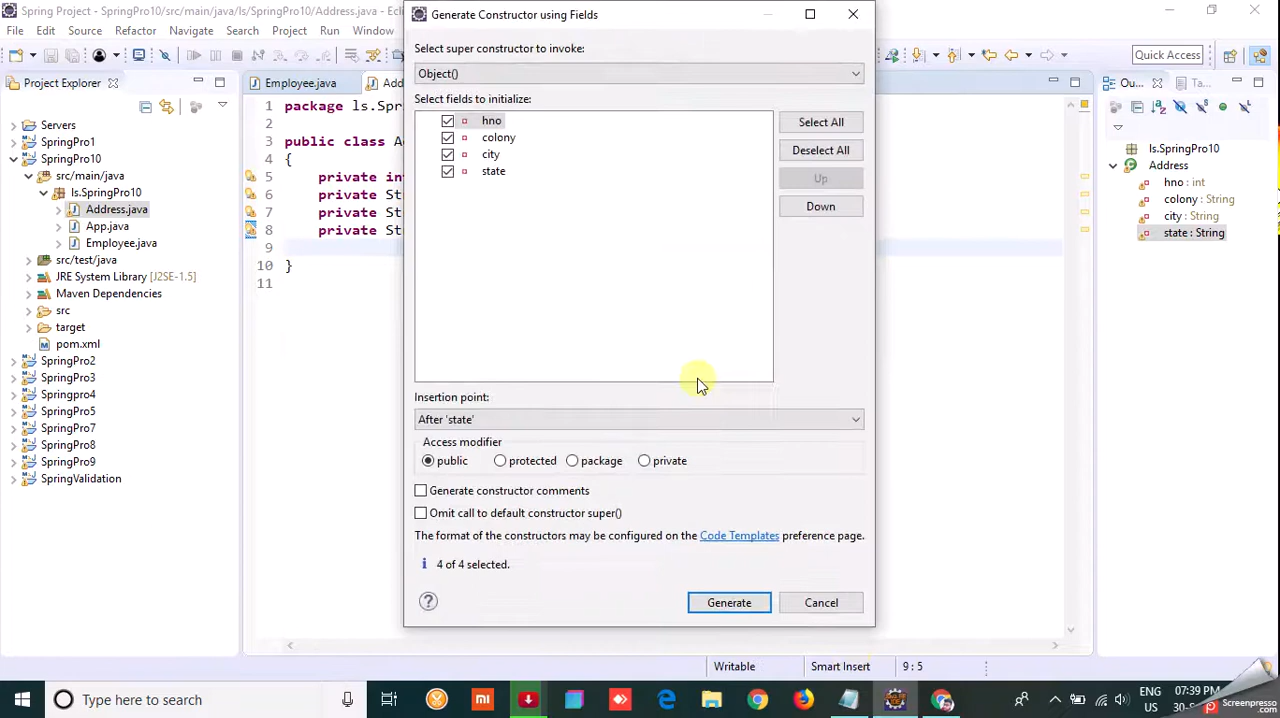 Spring Project - SpringPro10/src/main/java/ls/SpringPro10/Address.java
Generate Constructor using Fields
File Edit Source Refactor Navigate Search Project Run Window
Quick Access
Project Explorer
Employee.java
Servers
SpringPro1
SpringPro10
src/main/java
ls.SpringPro10
Address.java
App.java
Employee.java
src/test/java
JRE System Library [J2SE-1.5]
Maven Dependencies
src
target
pom.xml
SpringPro2
SpringPro3
Springpro4
SpringPro5
SpringPro7
SpringPro8
SpringPro9
SpringValidation
1 package ls.Spr
2
3 public class A
4 {
5 private in
6 private St
7 private St
8 private St
9
10 }
11
Select super constructor to invoke:
Object()
Select fields to initialize:
hno
colony
city
state
Select All
Deselect All
Up
Down
Insertion point:
After 'state'
Access modifier
public protected package private
Generate constructor comments
Omit call to default constructor super()
The format of the constructors may be configured on the Code Templates preference page.
4 of 4 selected.
Generate Cancel
Ou... Ta...
ls.SpringPro10
Address
hno : int
colony : String
city : String
state : String
Writable Smart Insert 9 : 5
Type here to search
ENG
US
07:39 PM
Screenpresso
.com